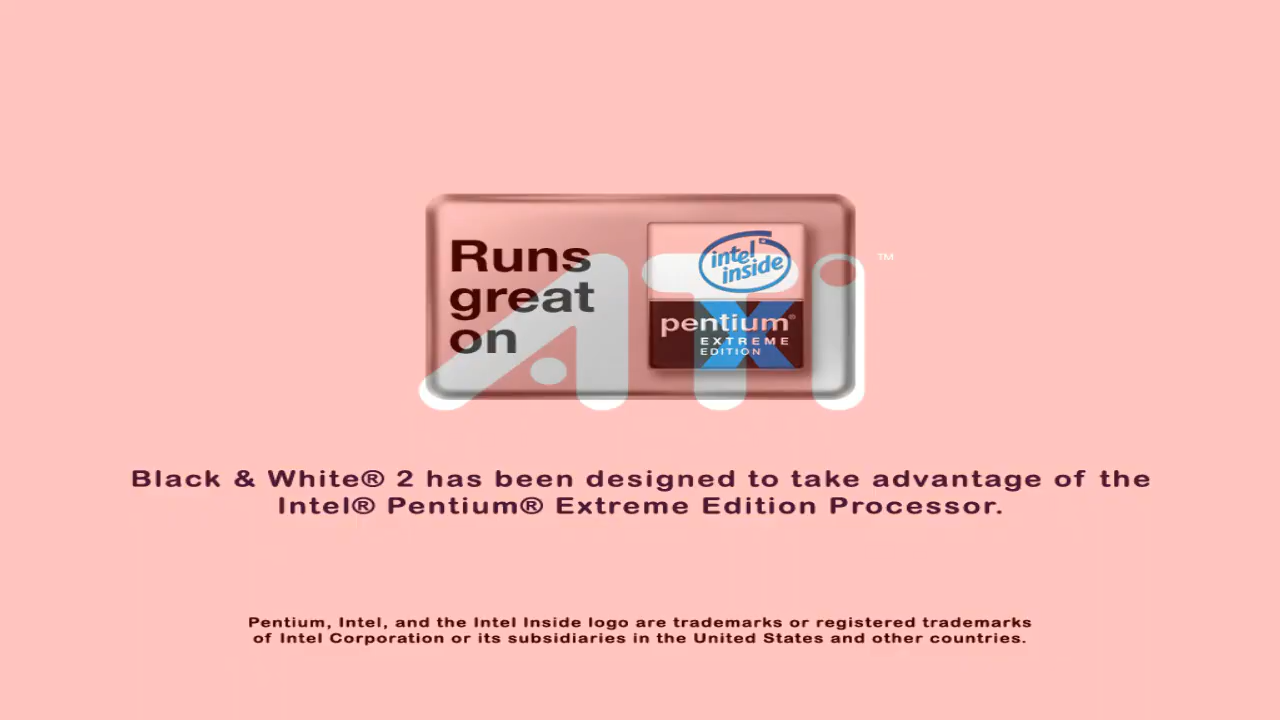 Runs
great
on
intel
inside
pentium®
EXTREME
EDITION
ATi™
Black & White® 2 has been designed to take advantage of the
Intel® Pentium® Extreme Edition Processor.
Pentium, Intel, and the Intel Inside logo are trademarks or registered trademarks
of Intel Corporation or its subsidiaries in the United States and other countries.